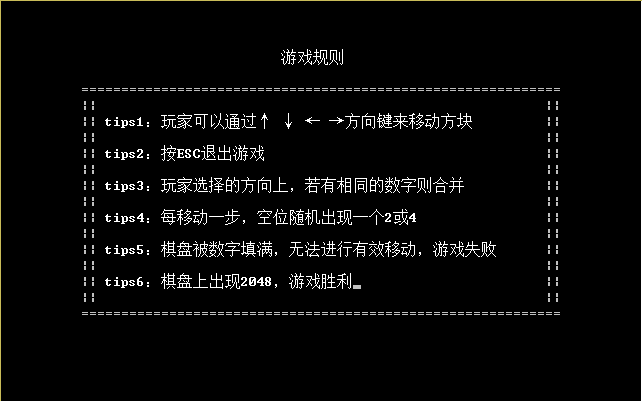 游戏规则
tips1：玩家可以通过↑ ↓ ← →方向键来移动方块
tips2：按ESC退出游戏
tips3：玩家选择的方向上，若有相同的数字则合并
tips4：每移动一步，空位随机出现一个2或4
tips5：棋盘被数字填满，无法进行有效移动，游戏失败
tips6：棋盘上出现2048，游戏胜利